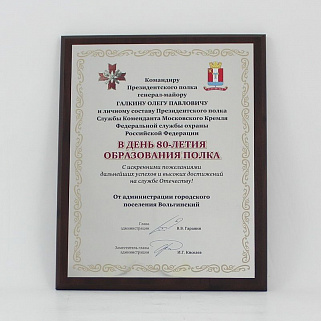 Командиру
Президентского полка
генерал-майору
ГАЛКИНУ ОЛЕГУ ПАВЛОВИЧУ
и личному составу Президентского полка
Службы Коменданта Московского Кремля
Федеральной службы охраны
Российской Федерации
В ДЕНЬ 80-ЛЕТИЯ
ОБРАЗОВАНИЯ ПОЛКА
С искренними пожеланиями
дальнейших успехов и высоких достижений
на службе Отечеству!
От администрации городского
поселения Вольгинский
Глава
администрации В.В. Гаранин
Заместитель главы
администрации Н.Г.